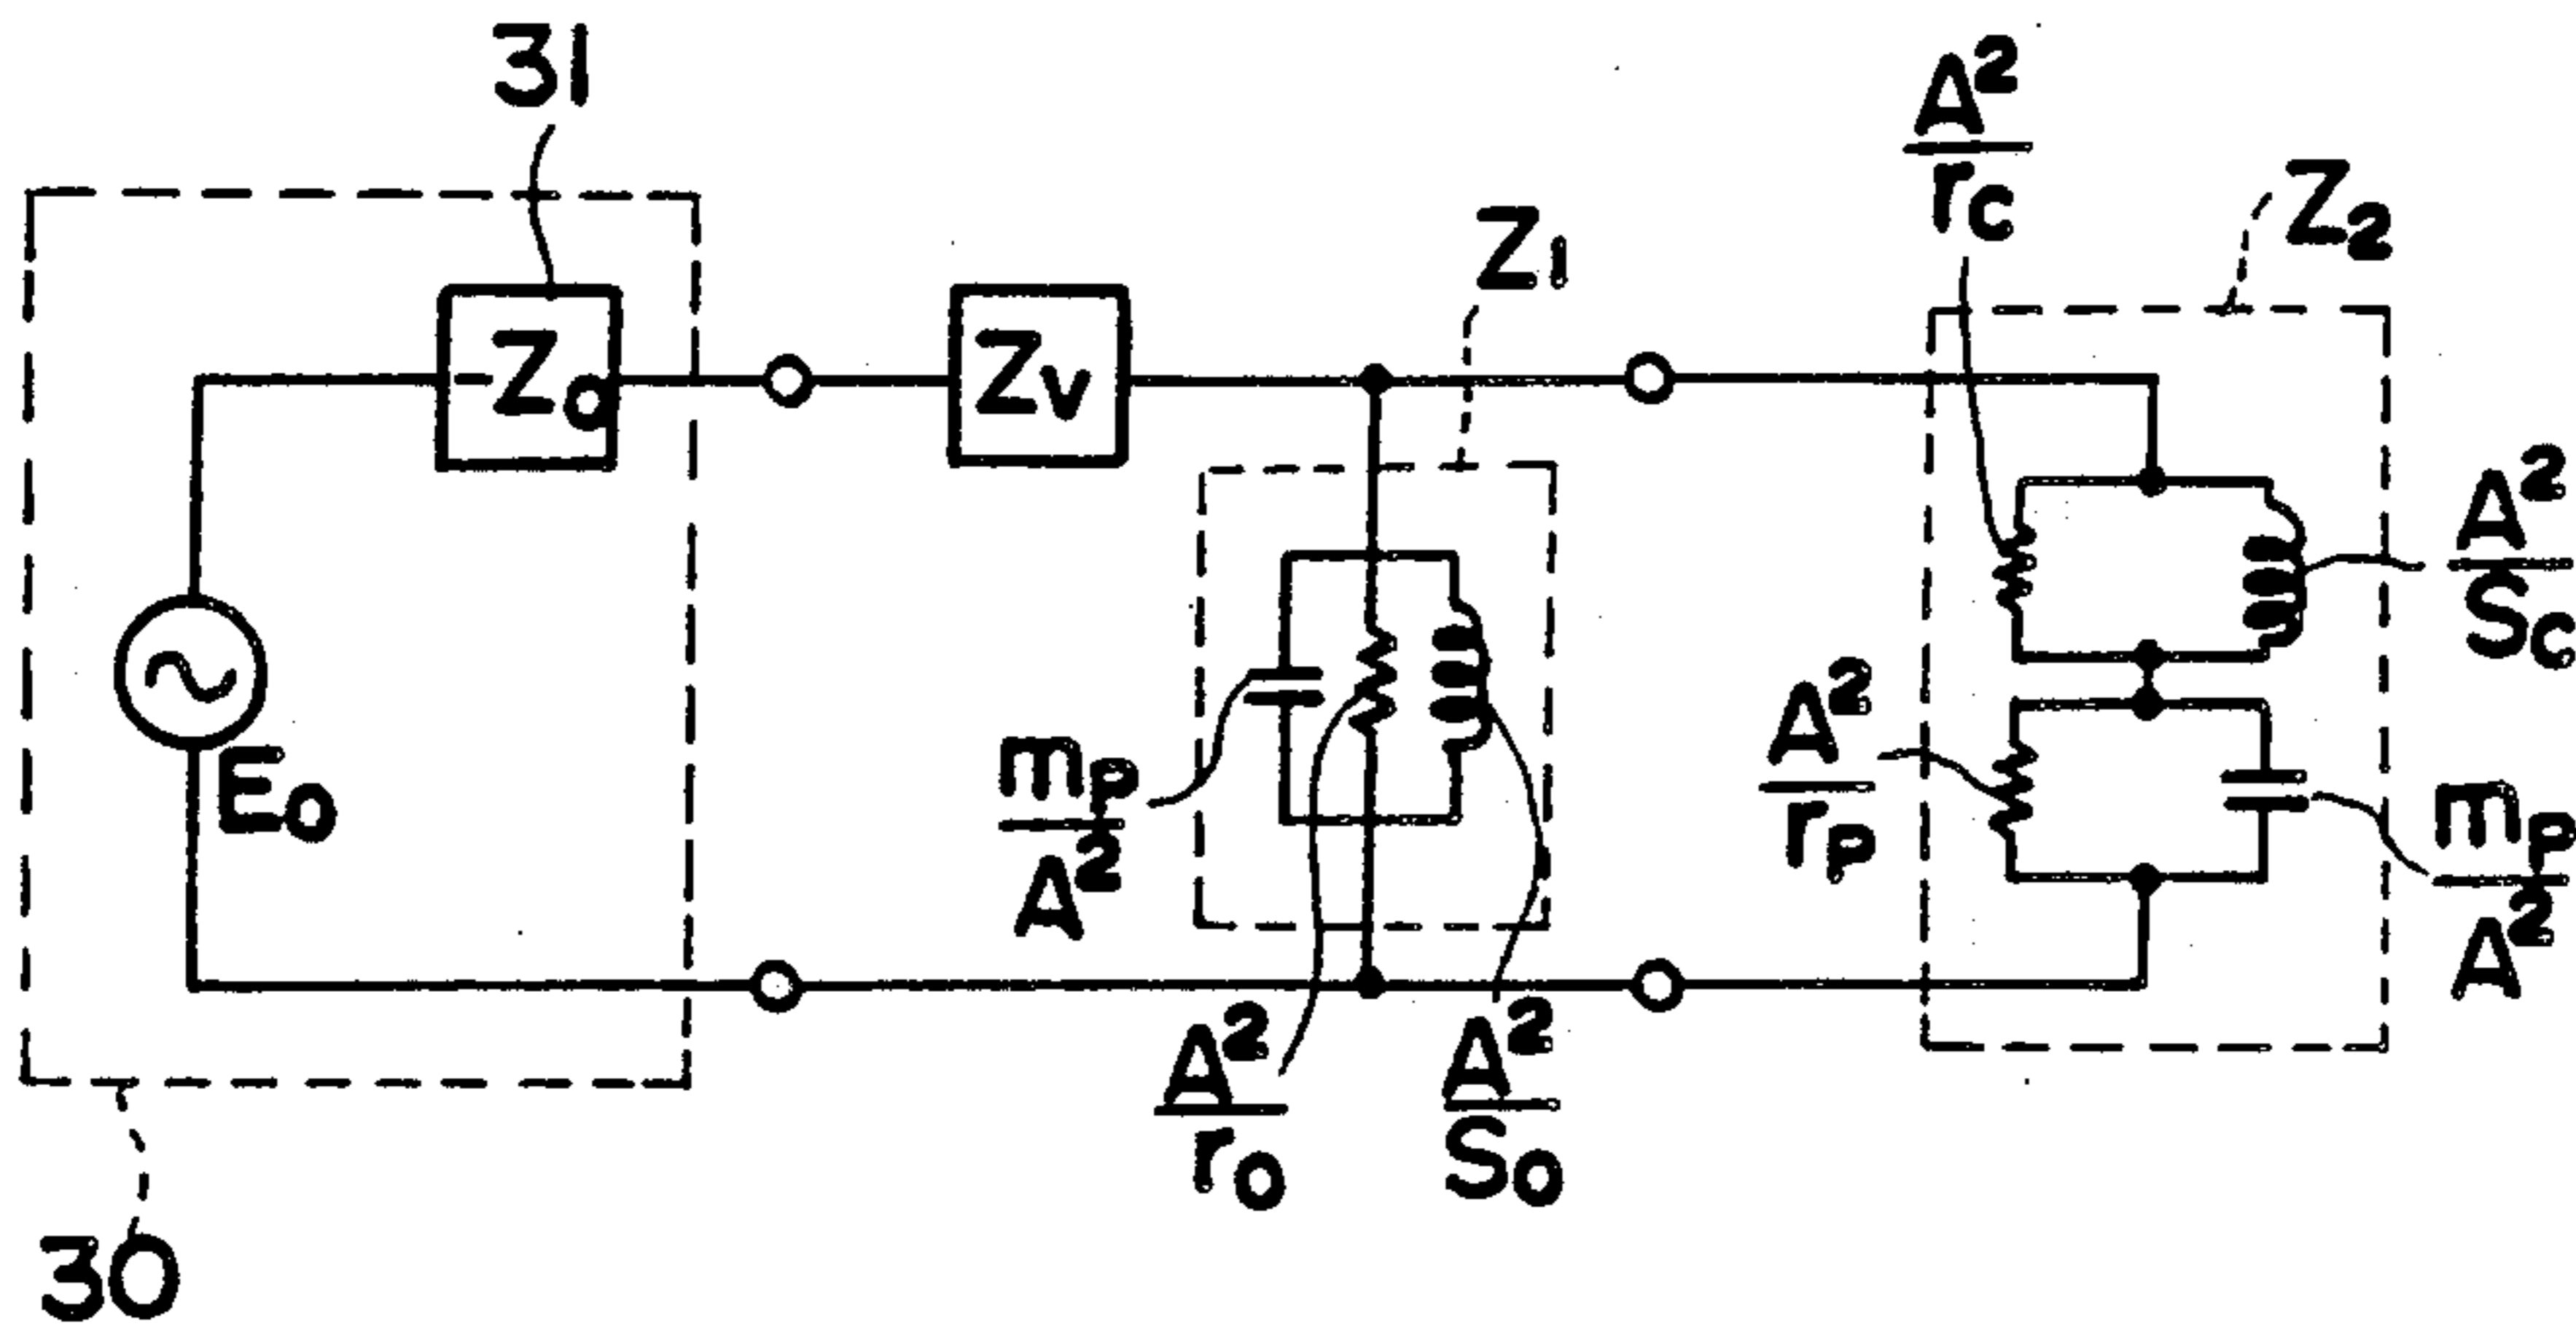 31
A²/rc
Z₂
Z₁
-Z₀
Zv
A²/Sc
E₀
mp/A²
A²/rp
mp/A²
A²/r₀
A²/S₀
30